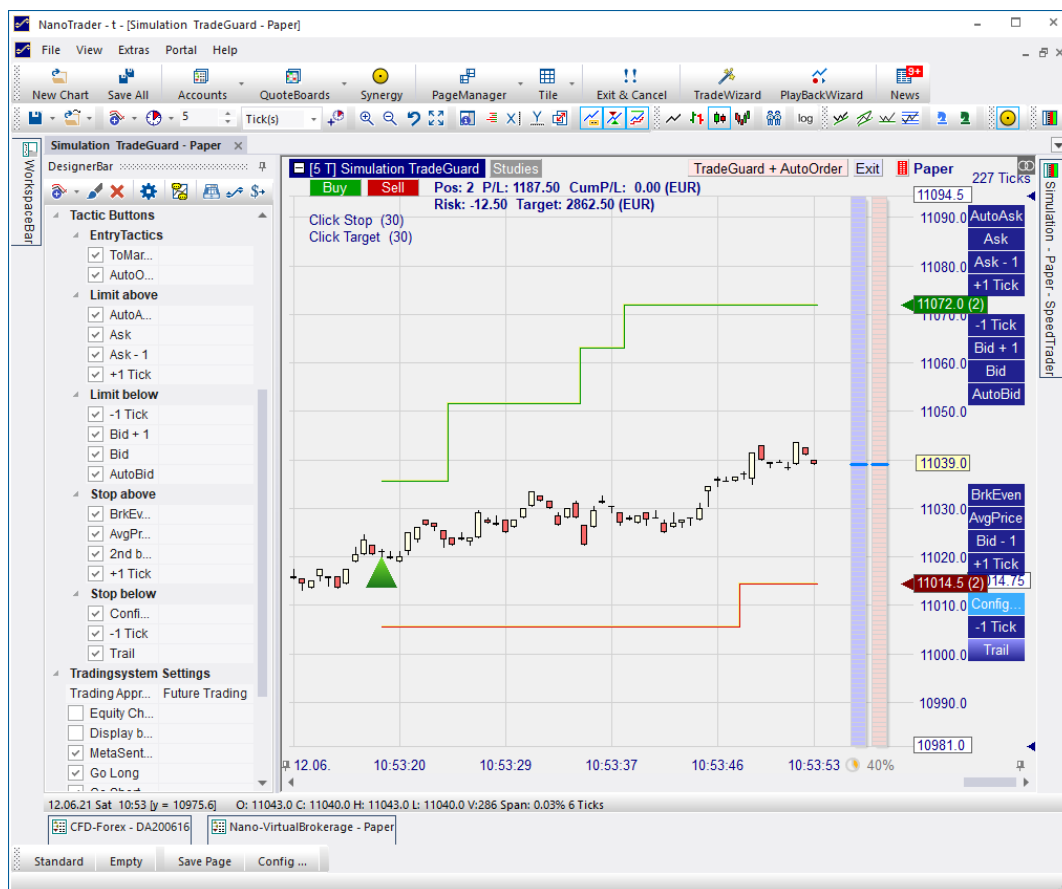 NanoTrader - t - [Simulation TradeGuard - Paper]
File View Extras Portal Help
New Chart Save All Accounts QuoteBoards Synergy PageManager Tile Exit & Cancel TradeWizard PlayBackWizard News
9+
5 Tick(s) log
WorkspaceBar
Simulation TradeGuard - Paper
DesignerBar
Tactic Buttons
EntryTactics
ToMar...
AutoO...
Limit above
AutoA...
Ask
Ask - 1
+1 Tick
Limit below
-1 Tick
Bid + 1
Bid
AutoBid
Stop above
BrkEv...
AvgPr...
2nd b...
+1 Tick
Stop below
Confi...
-1 Tick
Trail
Tradingsystem Settings
Trading Appr... Future Trading
Equity Ch...
Display b...
MetaSent...
Go Long
[5 T] Simulation TradeGuard Studies TradeGuard + AutoOrder Exit Paper
227 Ticks
Buy Sell Pos: 2 P/L: 1187.50 CumP/L: 0.00 (EUR)
Risk: -12.50 Target: 2862.50 (EUR)
Click Stop (30)
Click Target (30)
11094.5
11090.0
11080.0
11072.0 (2)
11070.0
11060.0
11050.0
11039.0
11030.0
11020.0
11014.5 (2)
014.75
11010.0
11000.0
10990.0
10981.0
AutoAsk
Ask
Ask - 1
+1 Tick
-1 Tick
Bid + 1
Bid
AutoBid
BrkEven
AvgPrice
Bid - 1
+1 Tick
Config...
-1 Tick
Trail
Simulation - Paper - SpeedTrader
12.06. 10:53:20 10:53:29 10:53:37 10:53:46 10:53:53 40%
12.06.21 Sat 10:53 [y = 10975.6] O: 11043.0 C: 11040.0 H: 11043.0 L: 11040.0 V:286 Span: 0.03% 6 Ticks
CFD-Forex - DA200616 Nano-VirtualBrokerage - Paper
Standard Empty Save Page Config ...